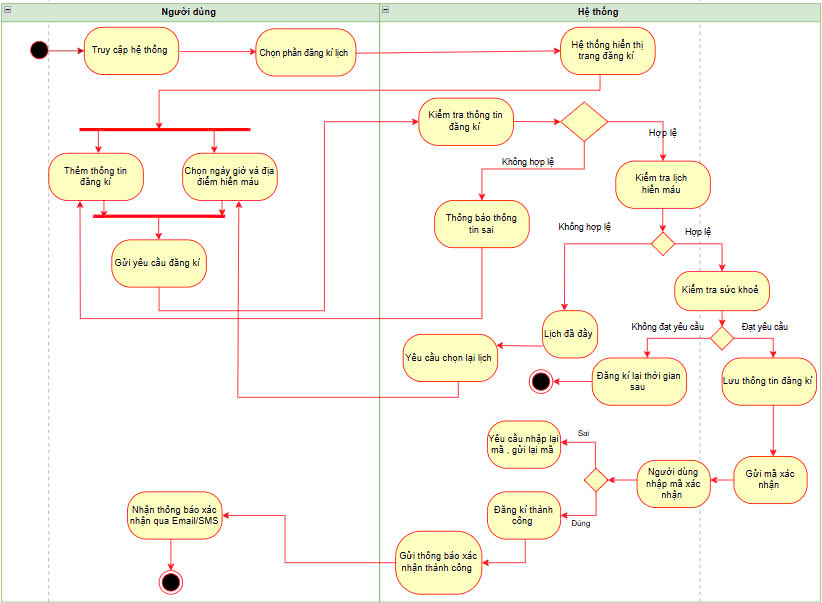 Người dùng
Hệ thống
Truy cập hệ thống
Chọn phần đăng kí lịch
Hệ thống hiển thị
trang đăng kí
Kiểm tra thông tin
đăng kí
Hợp lệ
Không hợp lệ
Thêm thông tin
đăng kí
Chọn ngày giờ và địa
điểm hiến máu
Kiểm tra lịch
hiến máu
Thông báo thông
tin sai
Không hợp lệ
Hợp lệ
Gửi yêu cầu đăng kí
Kiểm tra sức khoẻ
Không đạt yêu cầu
Đạt yêu cầu
Lịch đã đầy
Yêu cầu chọn lại lịch
Đăng kí lại thời gian
sau
Lưu thông tin đăng kí
Sai
Yêu cầu nhập lại
mã , gửi lại mã
Người dùng
nhập mã xác
nhận
Gửi mã xác
nhận
Nhận thông báo xác
nhận qua Email/SMS
Đăng kí thành
công
Đúng
Gửi thông báo xác
nhận thành công